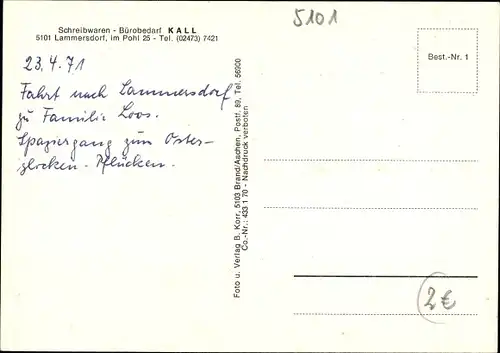 Schreibwaren - Bürobedarf KALL
5101 Lammersdorf, im Pohl 25 - Tel. (02473) 7421
5101
Best.-Nr. 1
23.4.71
Fahrt nach Lammersdorf
zu Familie Loos.
Spaziergang zum Oster-
glocken-Pflücken.
Foto u. Verlag B. Korr, 5103 Brand/Aachen, Postf. 89, Tel. 56900
Co.-Nr.: 433 1 70 - Nachdruck verboten
2€